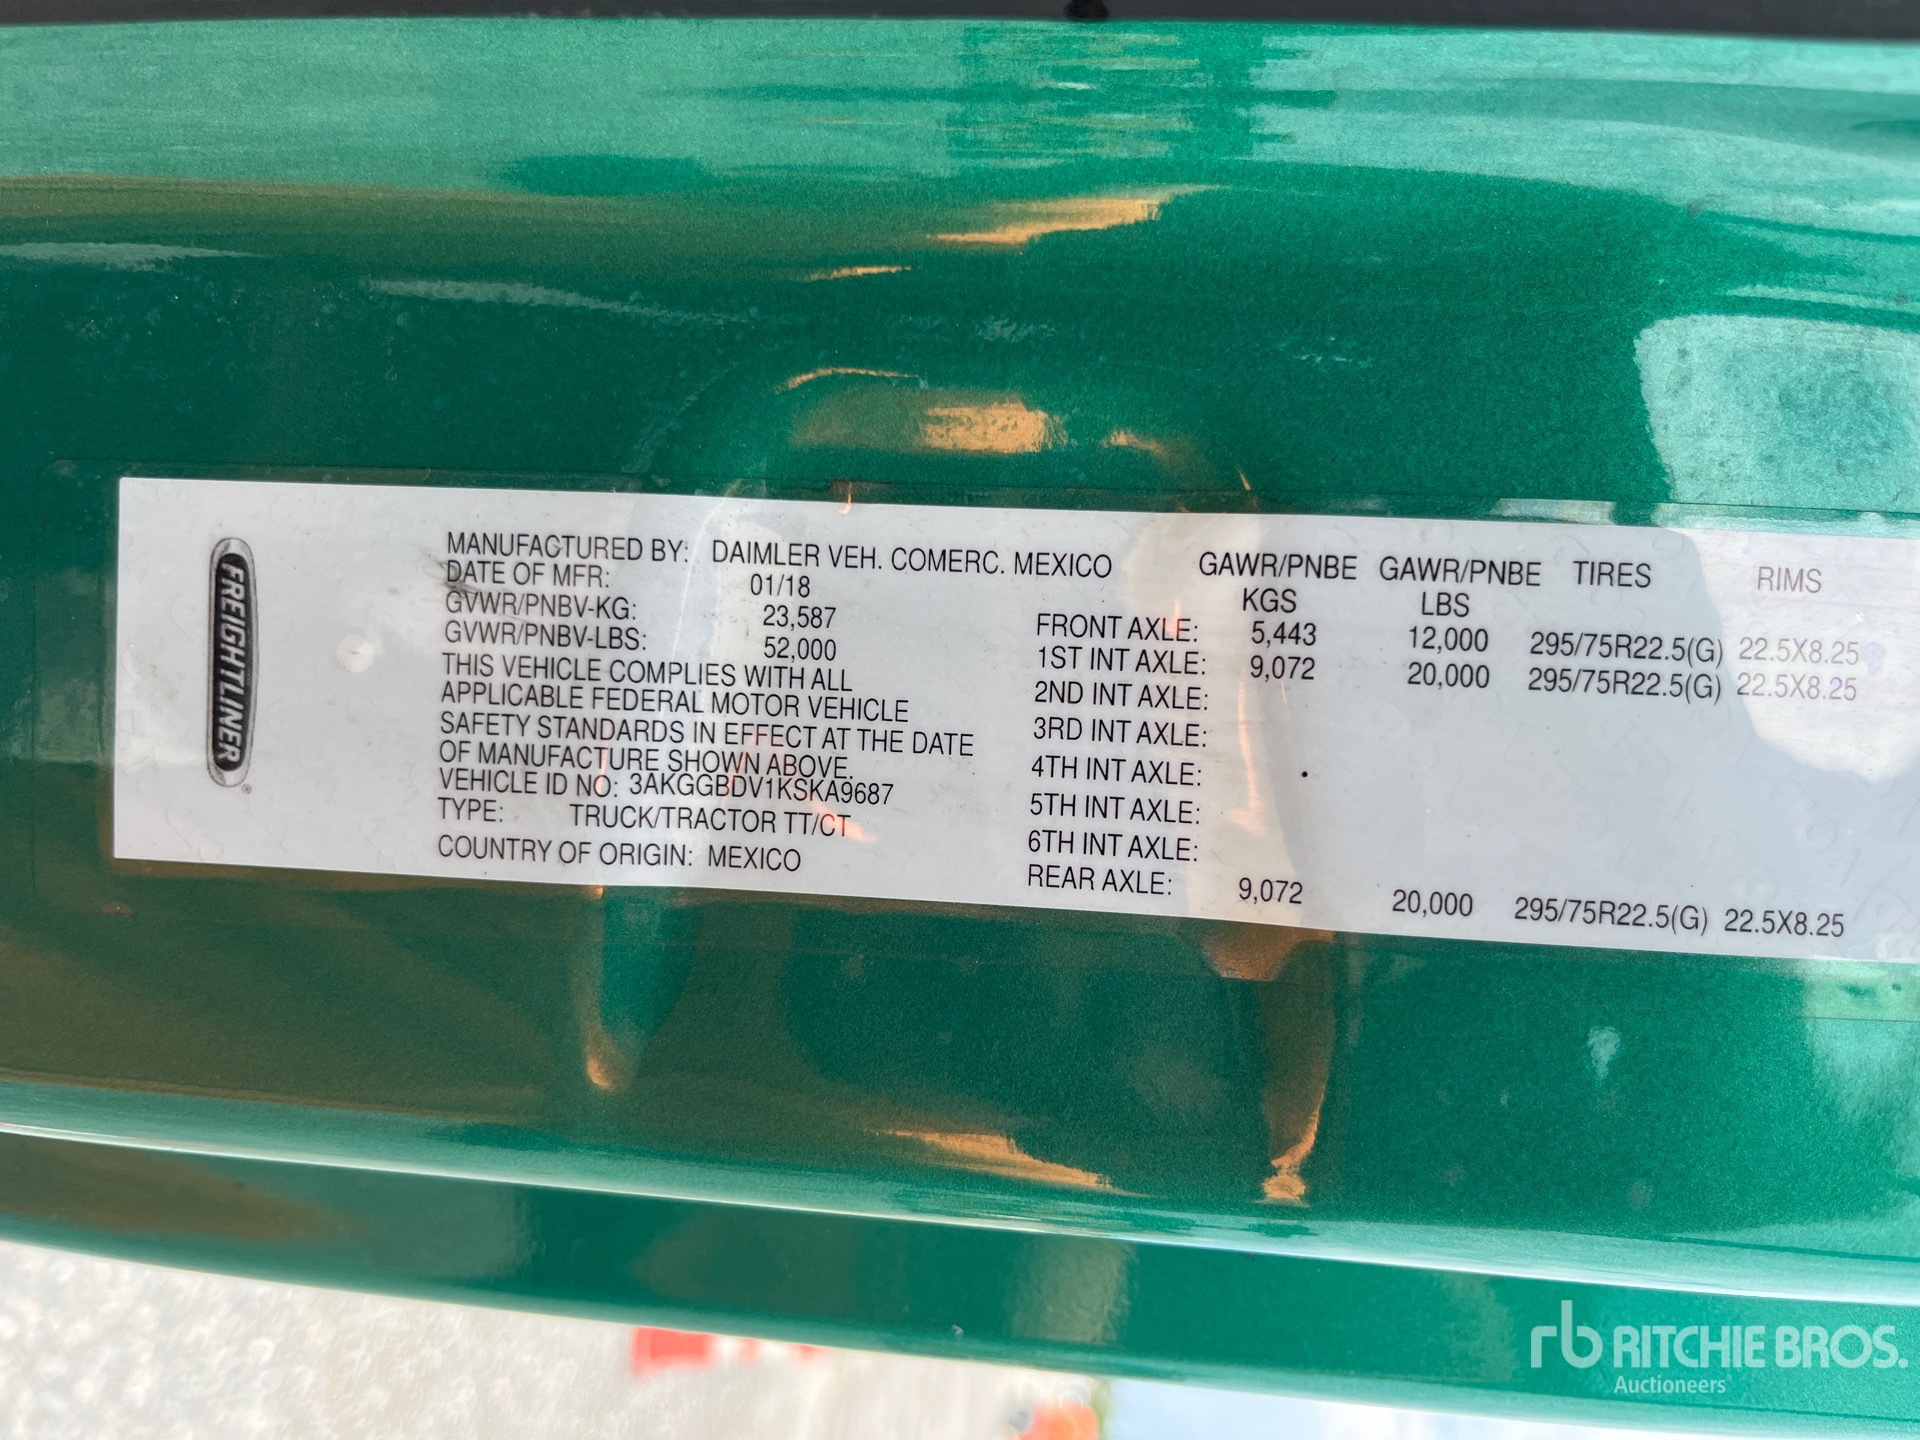 FREIGHTLINER
MANUFACTURED BY: DAIMLER VEH. COMERC. MEXICO
DATE OF MFR: 01/18
GVWR/PNBV-KG: 23,587
GVWR/PNBV-LBS: 52,000
THIS VEHICLE COMPLIES WITH ALL
APPLICABLE FEDERAL MOTOR VEHICLE
SAFETY STANDARDS IN EFFECT AT THE DATE
OF MANUFACTURE SHOWN ABOVE.
VEHICLE ID NO: 3AKGGBDV1KSKA9687
TYPE: TRUCK/TRACTOR TT/CT
COUNTRY OF ORIGIN: MEXICO
GAWR/PNBE GAWR/PNBE TIRES RIMS
KGS LBS
FRONT AXLE: 5,443 12,000 295/75R22.5(G) 22.5X8.25
1ST INT AXLE: 9,072 20,000 295/75R22.5(G) 22.5X8.25
2ND INT AXLE:
3RD INT AXLE:
4TH INT AXLE:
5TH INT AXLE:
6TH INT AXLE:
REAR AXLE: 9,072 20,000 295/75R22.5(G) 22.5X8.25
rb RITCHIE BROS.
Auctioneers